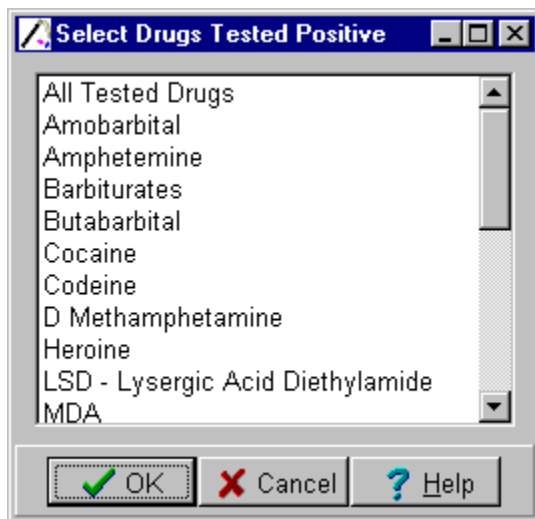 Select Drugs Tested Positive
All Tested Drugs
Amobarbital
Amphetemine
Barbiturates
Butabarbital
Cocaine
Codeine
D Methamphetamine
Heroine
LSD - Lysergic Acid Diethylamide
MDA
OK Cancel Help